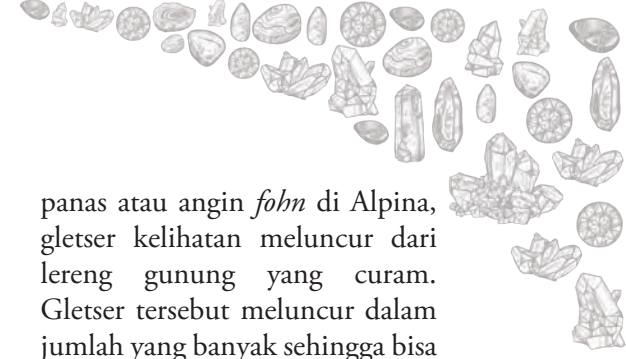 panas atau angin fohn di Alpina,
gletser kelihatan meluncur dari
lereng gunung yang curam.
Gletser tersebut meluncur dalam
jumlah yang banyak sehingga bisa